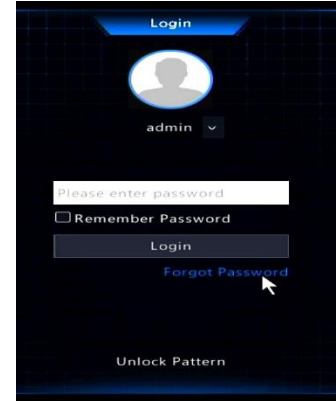 Login
admin
Please enter password
Remember Password
Login
Forgot Password
Unlock Pattern